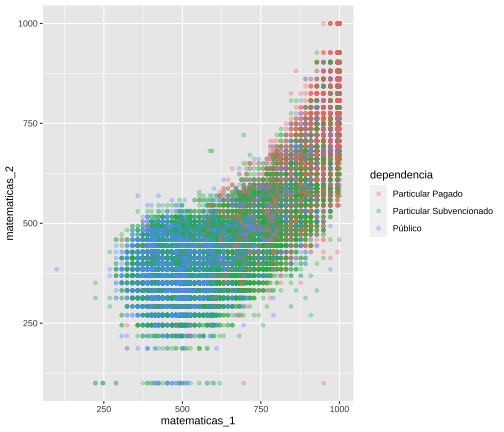 1000
750
500
250
matematicas_2
250
500
750
1000
matematicas_1
dependencia
Particular Pagado
Particular Subvencionado
Público